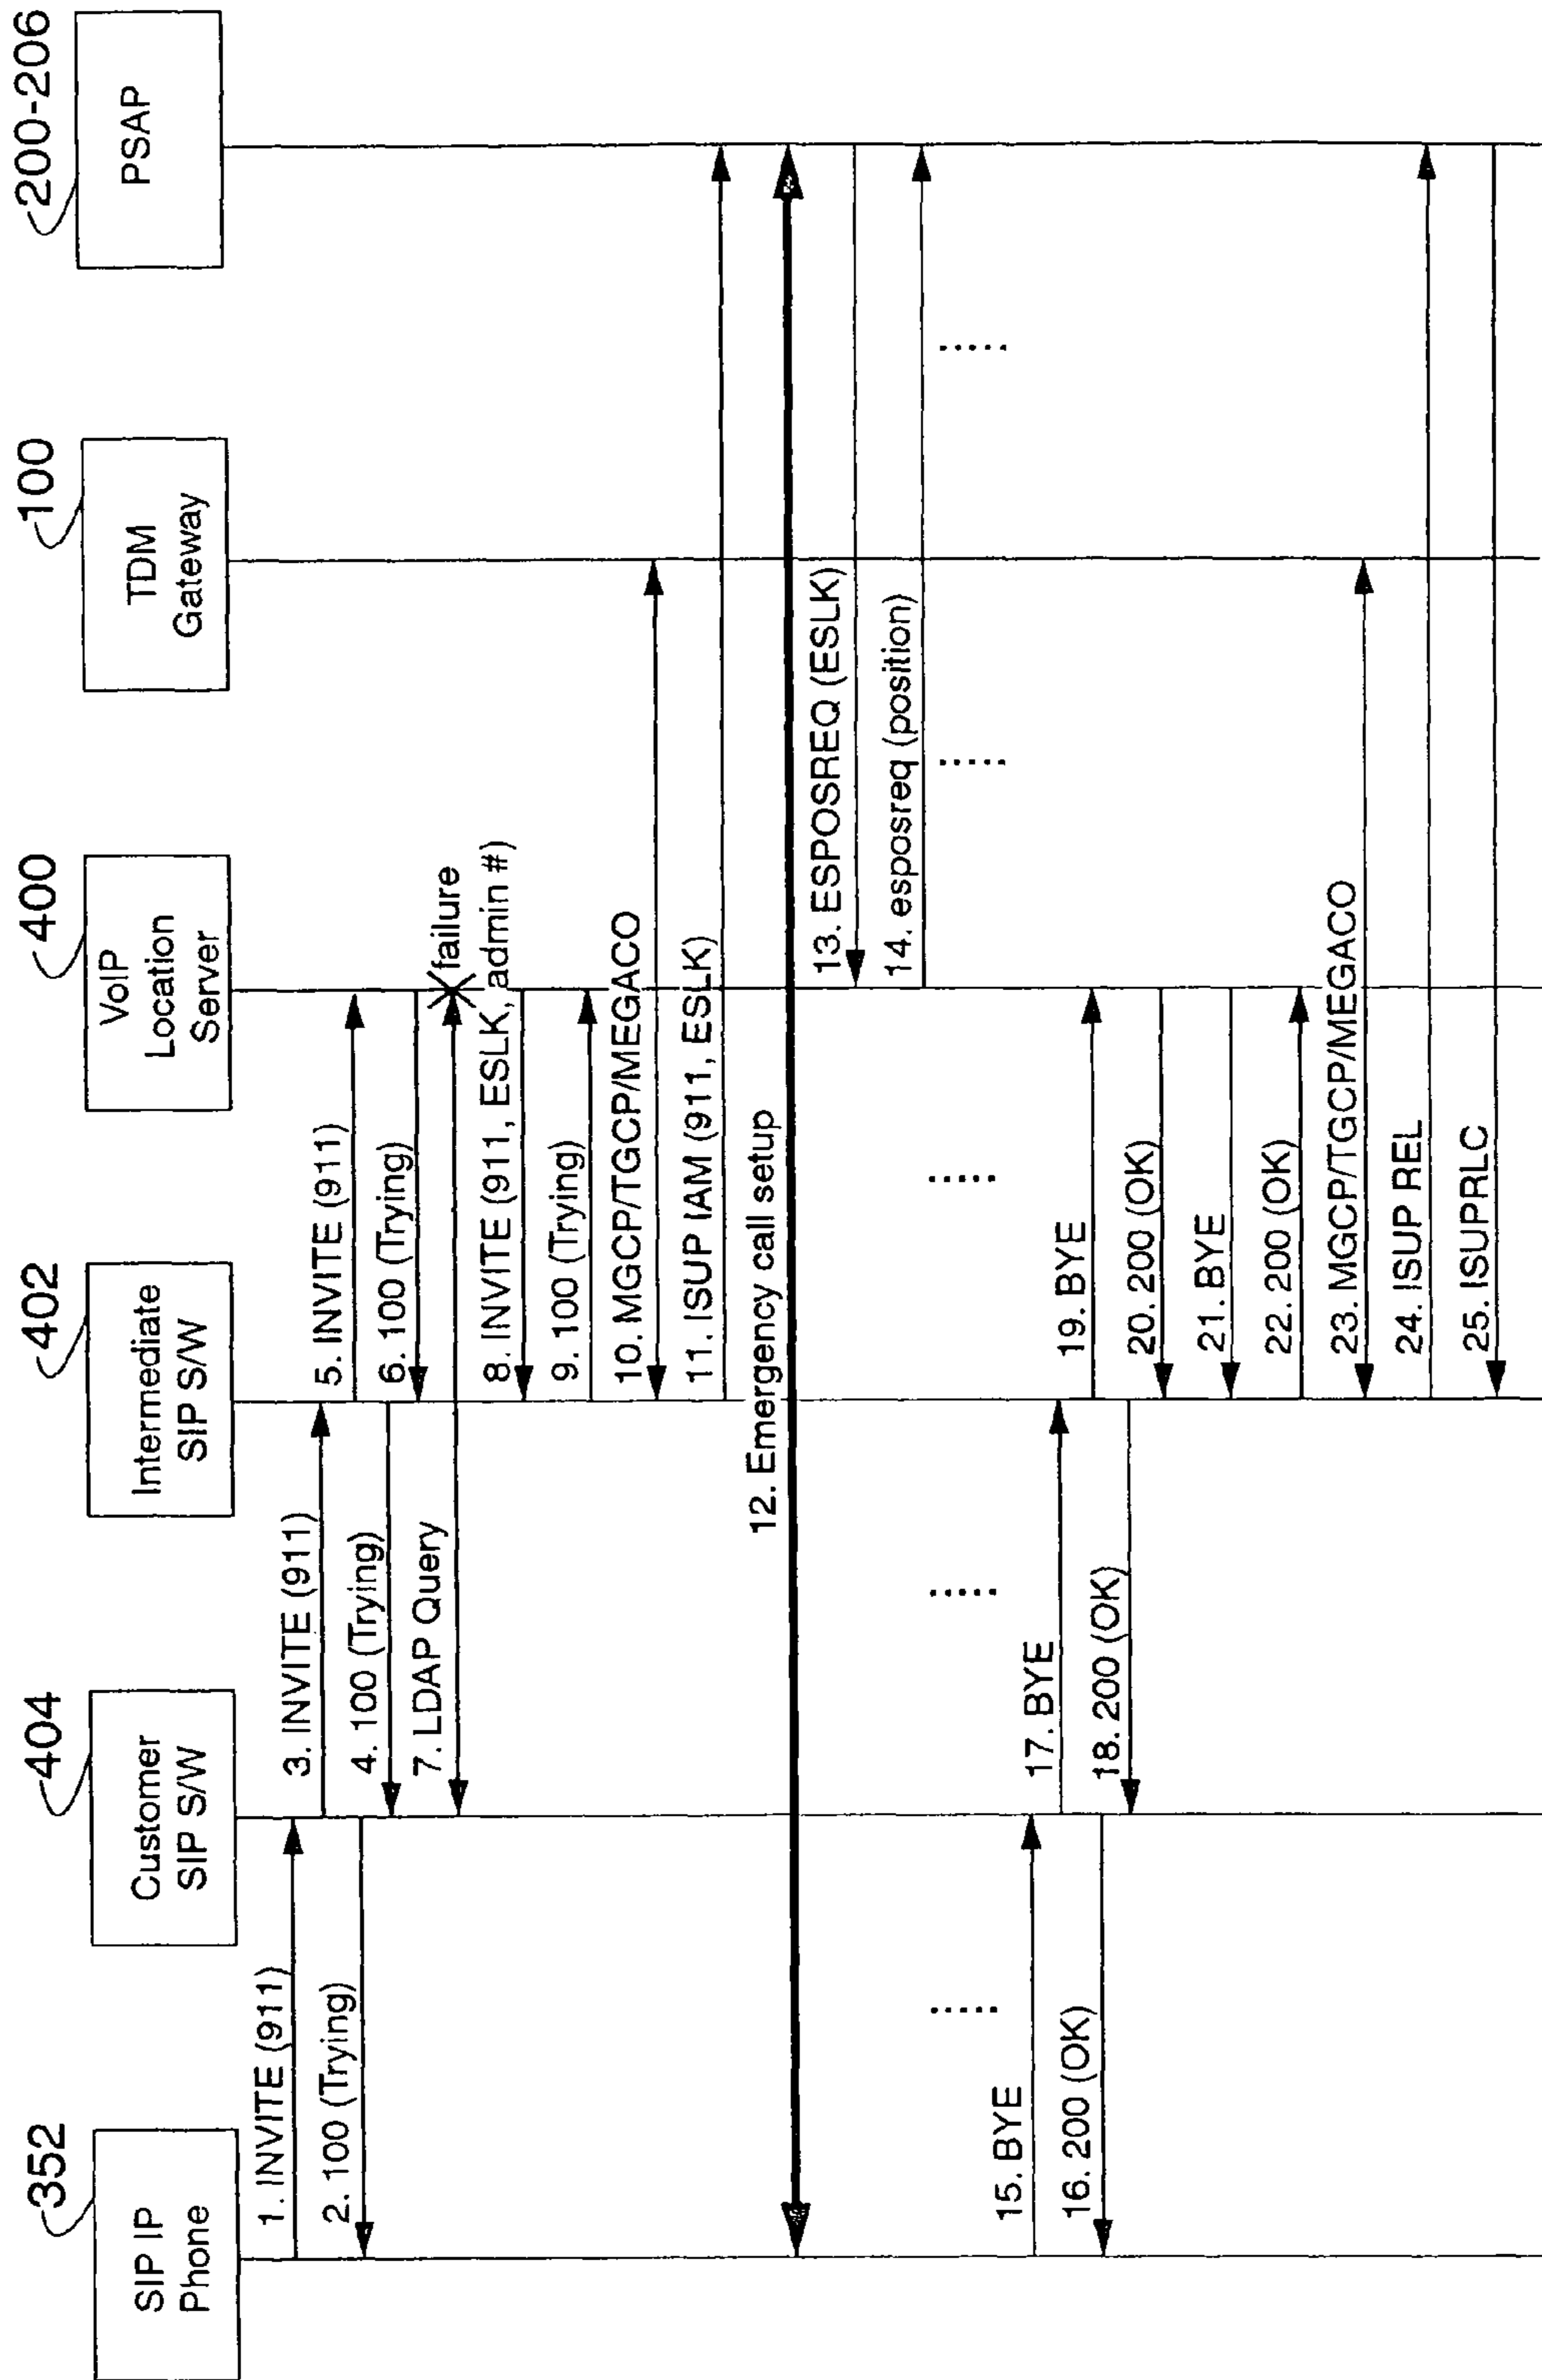 352
SIP IP
Phone
404
Customer
SIP S/W
402
Intermediate
SIP S/W
400
VoIP
Location
Server
100
TDM
Gateway
200-206
PSAP
1. INVITE (911)
2. 100 (Trying)
3. INVITE (911)
4. 100 (Trying)
5. INVITE (911)
6. 100 (Trying)
7. LDAP Query
failure
8. INVITE (911, ESLK, admin #)
9. 100 (Trying)
10. MGCP/TGCP/MEGACO
11. ISUP IAM (911, ESLK)
12. Emergency call setup
13. ESPOSREQ (ESLK)
14. esposreq (position)
.....
.....
.....
.....
.....
15. BYE
16. 200 (OK)
17. BYE
18. 200 (OK)
19. BYE
20. 200 (OK)
21. BYE
22. 200 (OK)
23. MGCP/TGCP/MEGACO
24. ISUP REL
25. ISUPRLC